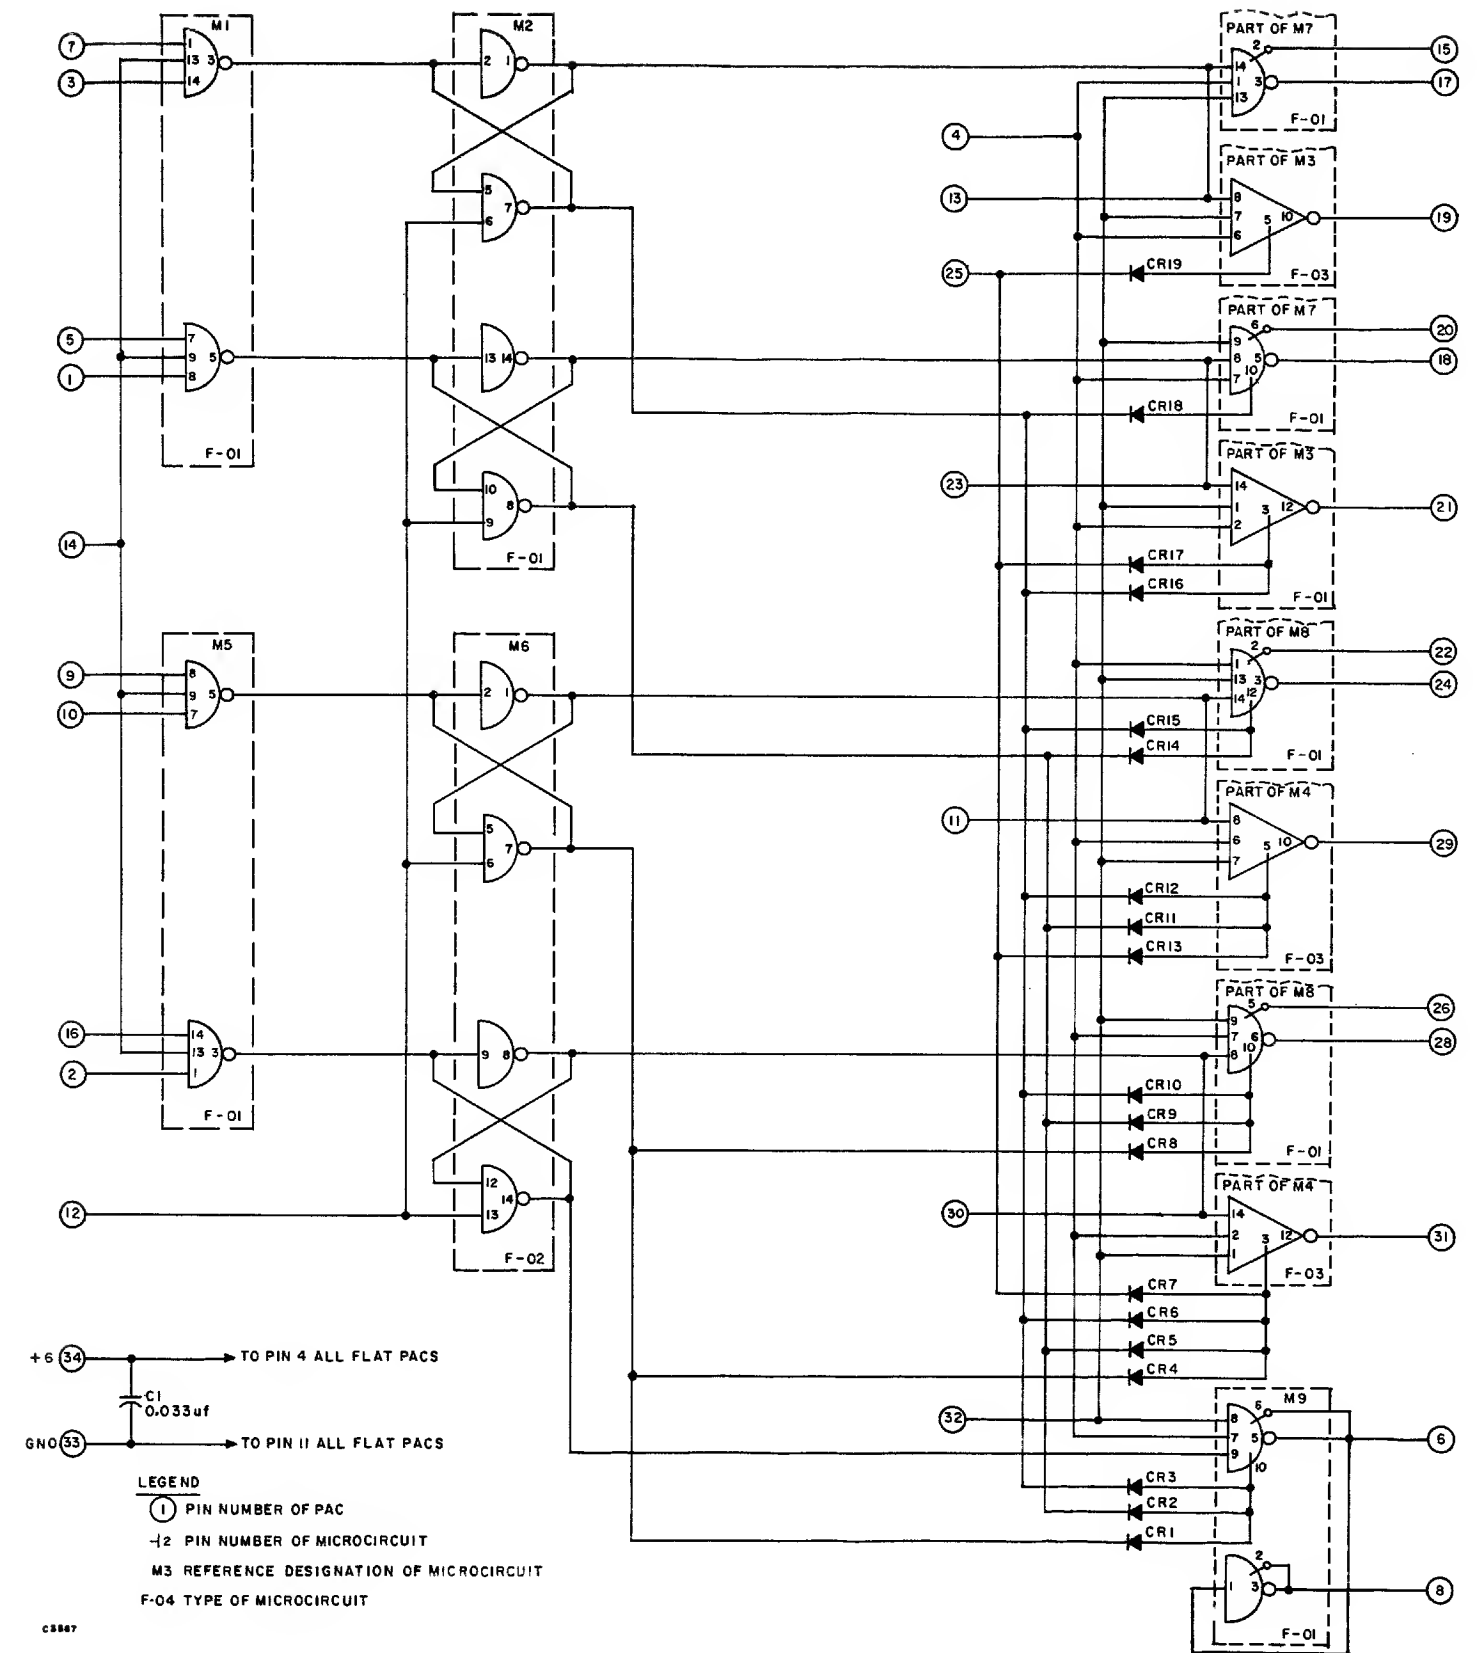 M1
M2
PART OF M7
7
1
13 3
14
3
2 1
2
14
1 3
13
15
17
F-01
4
5
7
6
PART OF M3
13
8
7 5 10
6
19
25
CR19
F-03
PART OF M7
5
7
9 5
8
1
13 14
6
9
8 5
10
7
20
18
CR18
F-01
F-01
PART OF M3
10
8
9
23
14
1 3 12
2
21
14
F-01
CR17
CR16
F-01
M5
M6
PART OF M8
9
8
9 5
7
10
2 1
2
1
13 3
12
14
22
24
CR15
CR14
F-01
PART OF M4
5
7
6
11
8
6 5 10
7
29
CR12
CR11
CR13
F-03
PART OF M8
16
14
13 3
1
2
9 8
5
9
7 6
10
8
26
28
F-01
CR10
CR9
CR8
F-01
PART OF M4
12
12
14
13
30
14
2 3 12
1
31
F-02
F-03
CR7
CR6
CR5
CR4
+6 34
TO PIN 4 ALL FLAT PACS
C1
0.033uf
GND 33
TO PIN 11 ALL FLAT PACS
M9
32
6
8
7 5
9
10
6
CR3
CR2
CR1
2
1 3
8
F-01
LEGEND
1 PIN NUMBER OF PAC
2 PIN NUMBER OF MICROCIRCUIT
M3 REFERENCE DESIGNATION OF MICROCIRCUIT
F-04 TYPE OF MICROCIRCUIT